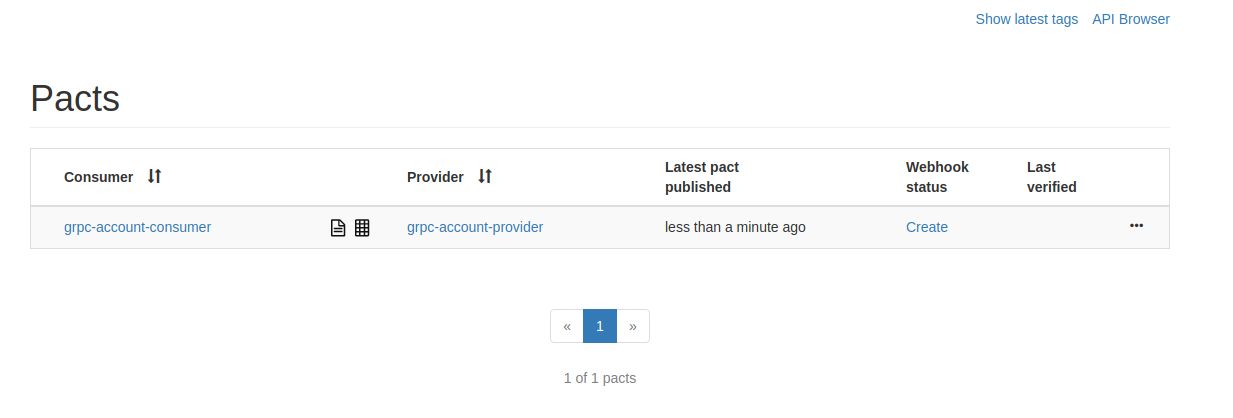 Show latest tags API Browser
Pacts
Consumer Provider Latest pact published Webhook status Last verified
grpc-account-consumer grpc-account-provider less than a minute ago Create ···
« 1 »
1 of 1 pacts